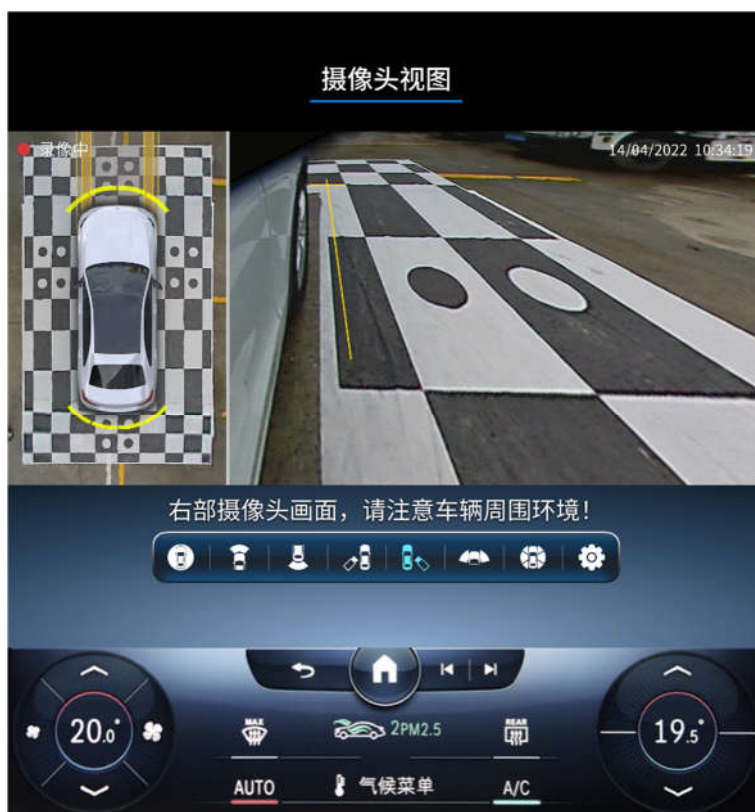 摄像头视图
录像中
14/04/2022 10:34:19
右部摄像头画面，请注意车辆周围环境！
20.0°
MAX
2PM2.5
REAR
19.5°
AUTO
气候菜单
A/C